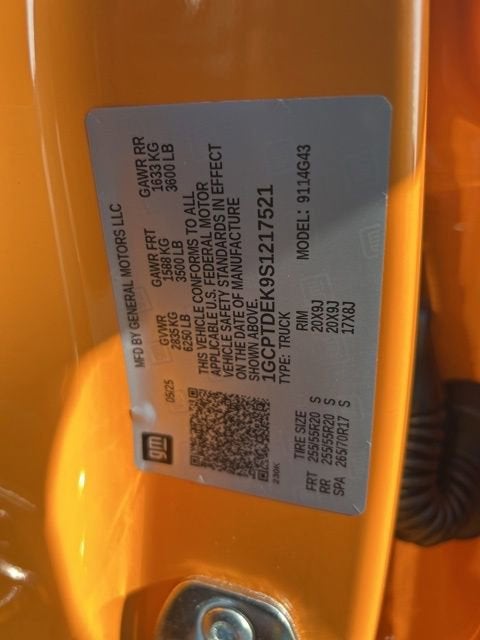 gm
05/25
MFD BY GENERAL MOTORS LLC
GVWR GAWR FRT GAWR RR
2835 KG 1588 KG 1633 KG
6250 LB 3500 LB 3600 LB
THIS VEHICLE CONFORMS TO ALL
APPLICABLE U.S. FEDERAL MOTOR
VEHICLE SAFETY STANDARDS IN EFFECT
ON THE DATE OF MANUFACTURE
SHOWN ABOVE.
1GCPTDEK9S1217521
TYPE: TRUCK
230K
TIRE SIZE RIM MODEL: 9114G43
FRT 255/55R20 S 20X9J
RR 255/55R20 S 20X9J
SPA 265/70R17 S 17X8J